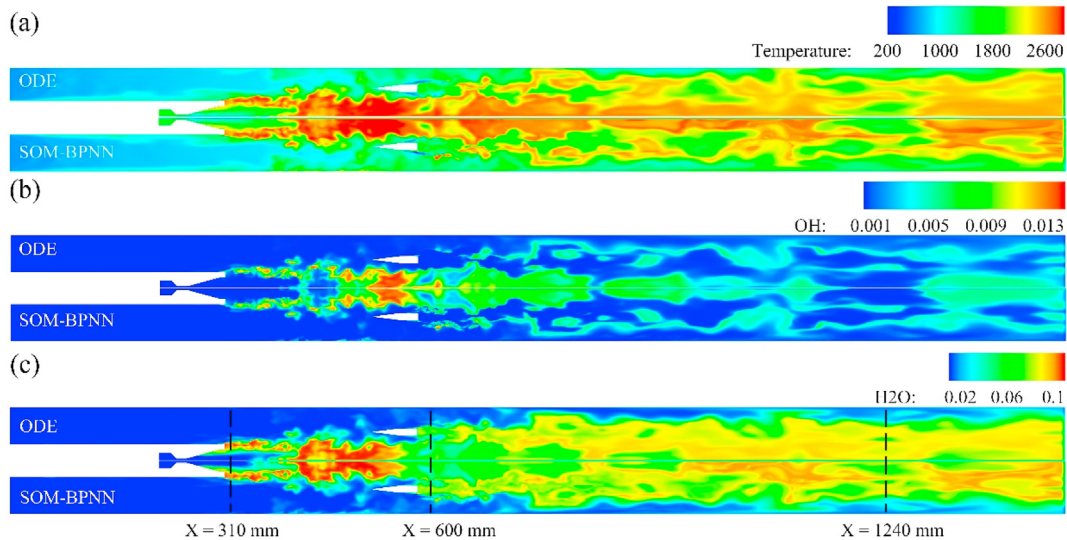 (a)
Temperature: 200 1000 1800 2600
ODE
SOM-BPNN
(b)
OH: 0.001 0.005 0.009 0.013
ODE
SOM-BPNN
(c)
H2O: 0.02 0.06 0.1
ODE
SOM-BPNN
X = 310 mm X = 600 mm X = 1240 mm